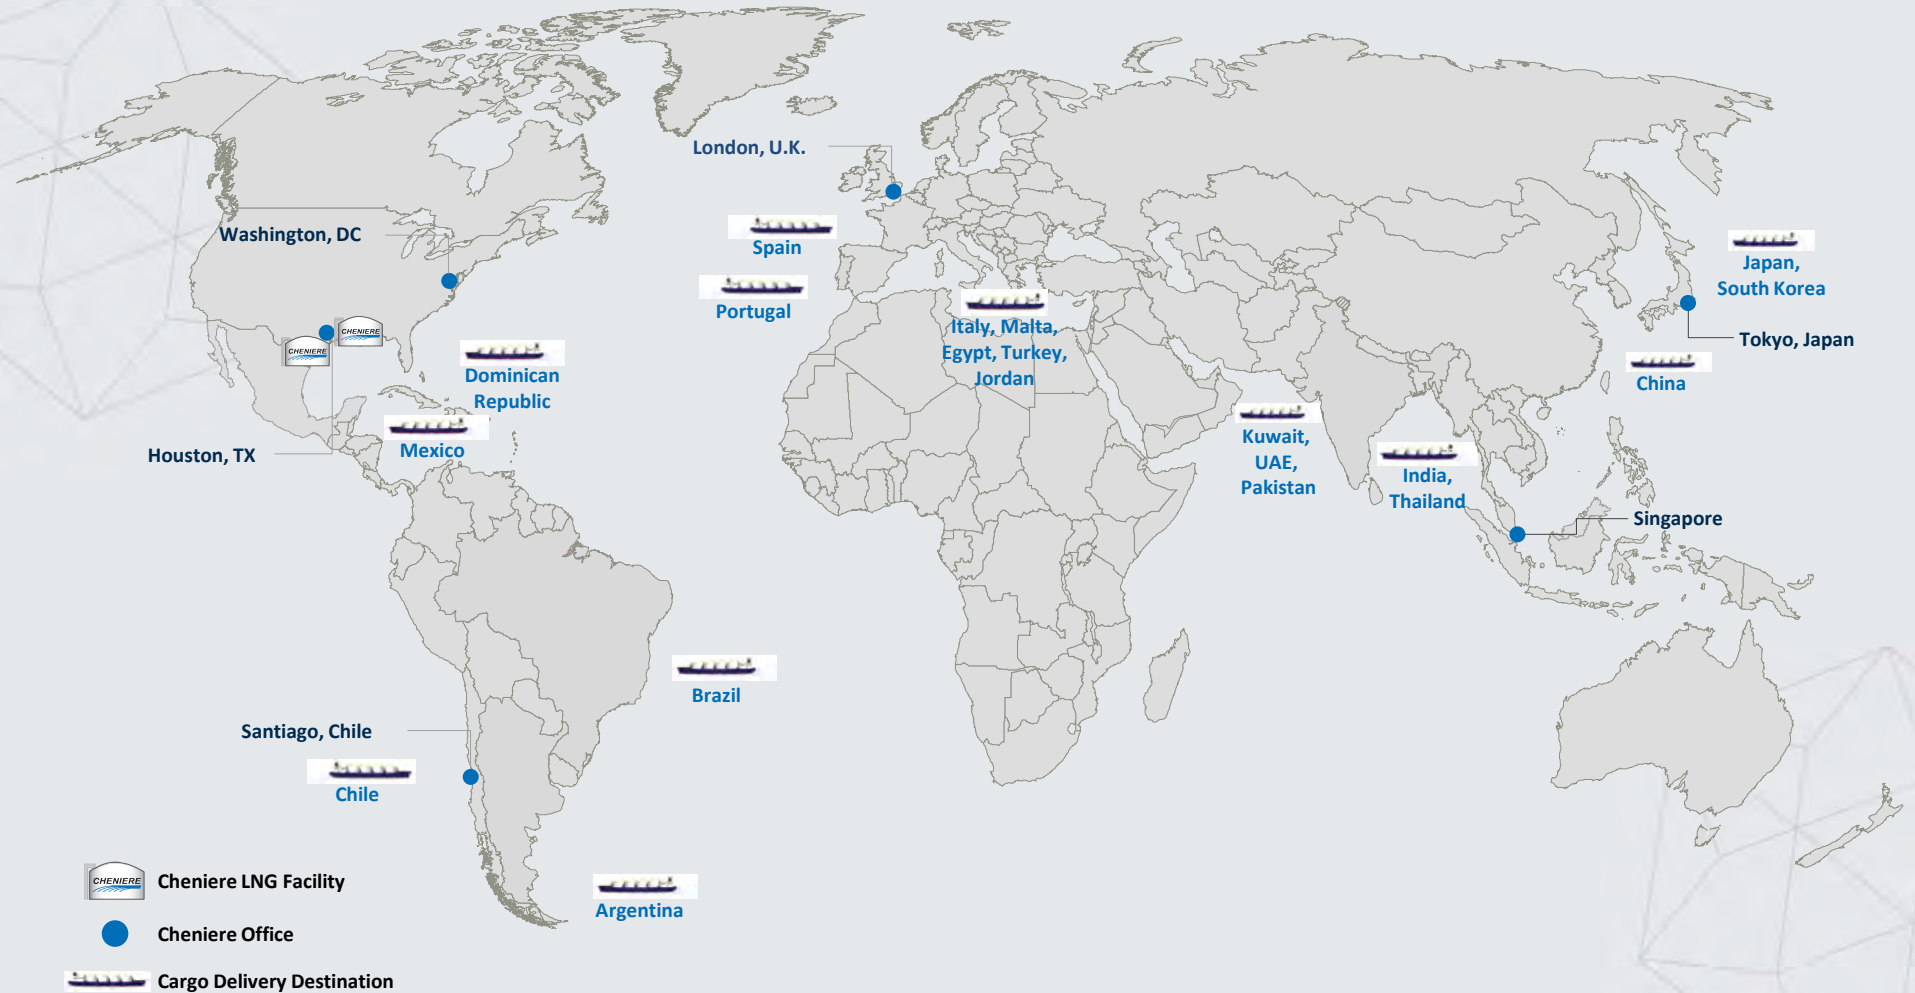 London, U.K.
Washington, DC
Spain
Japan,
South Korea
Portugal
Italy, Malta,
Egypt, Turkey,
Jordan
CHENIERE
CHENIERE
Tokyo, Japan
Dominican
Republic
China
Mexico
Houston, TX
Kuwait,
UAE,
Pakistan
India,
Thailand
Singapore
Brazil
Santiago, Chile
Chile
CHENIERE
Cheniere LNG Facility
Argentina
Cheniere Office
Cargo Delivery Destination